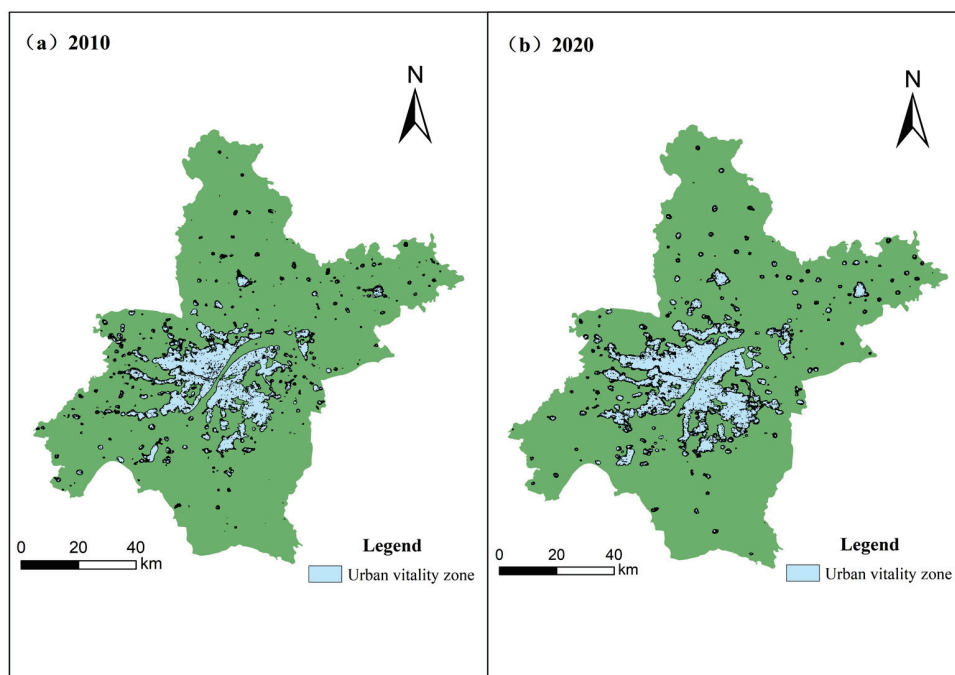 （a）2010
N
0 20 40
km
Legend
Urban vitality zone
（b）2020
N
0 20 40
km
Legend
Urban vitality zone